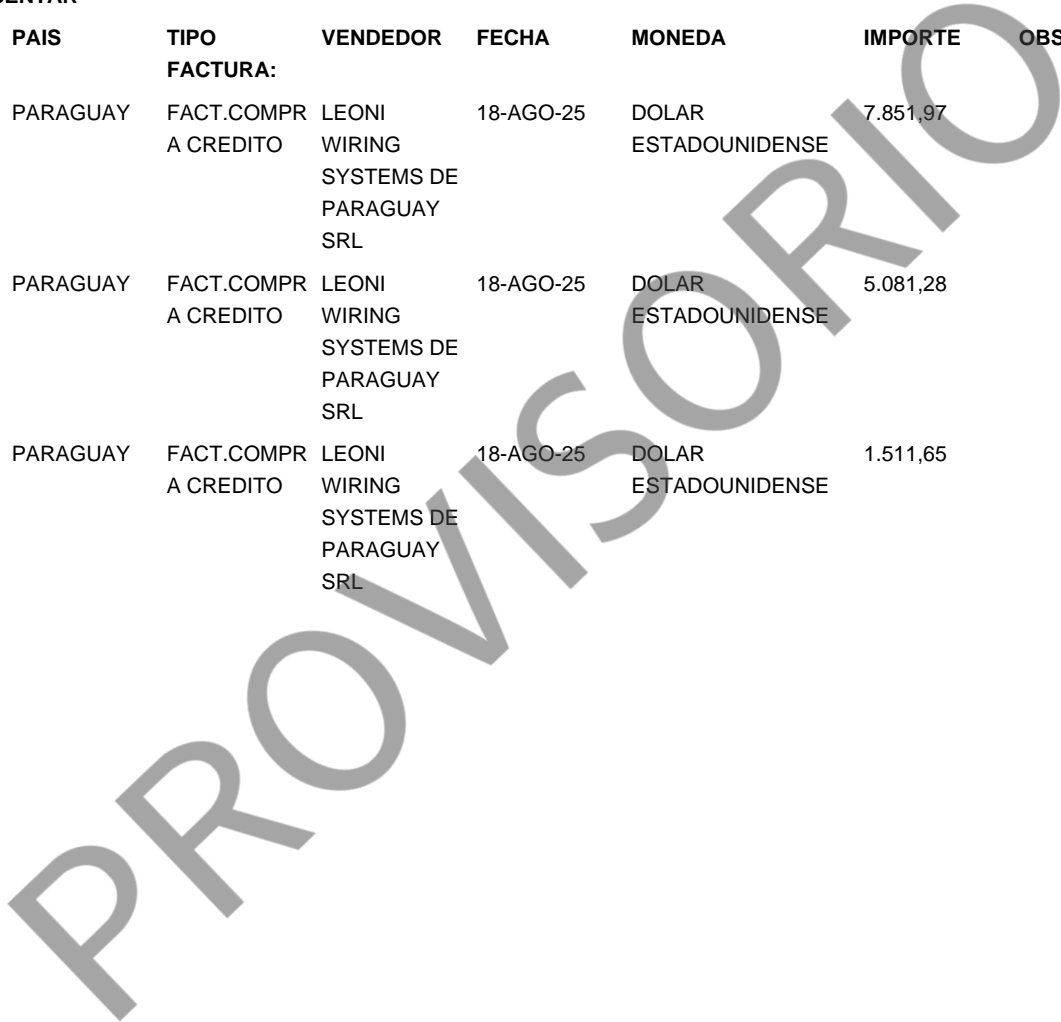 PAIS TIPO VENDEDOR FECHA MONEDA IMPORTE OBS
FACTURA:
PARAGUAY FACT.COMPR LEONI 18-AGO-25 DOLAR 7.851,97
A CREDITO WIRING ESTADOUNIDENSE
SYSTEMS DE
PARAGUAY
SRL
PARAGUAY FACT.COMPR LEONI 18-AGO-25 DOLAR 5.081,28
A CREDITO WIRING ESTADOUNIDENSE
SYSTEMS DE
PARAGUAY
SRL
PARAGUAY FACT.COMPR LEONI 18-AGO-25 DOLAR 1.511,65
A CREDITO WIRING ESTADOUNIDENSE
SYSTEMS DE
PARAGUAY
SRL
PROVISORIO